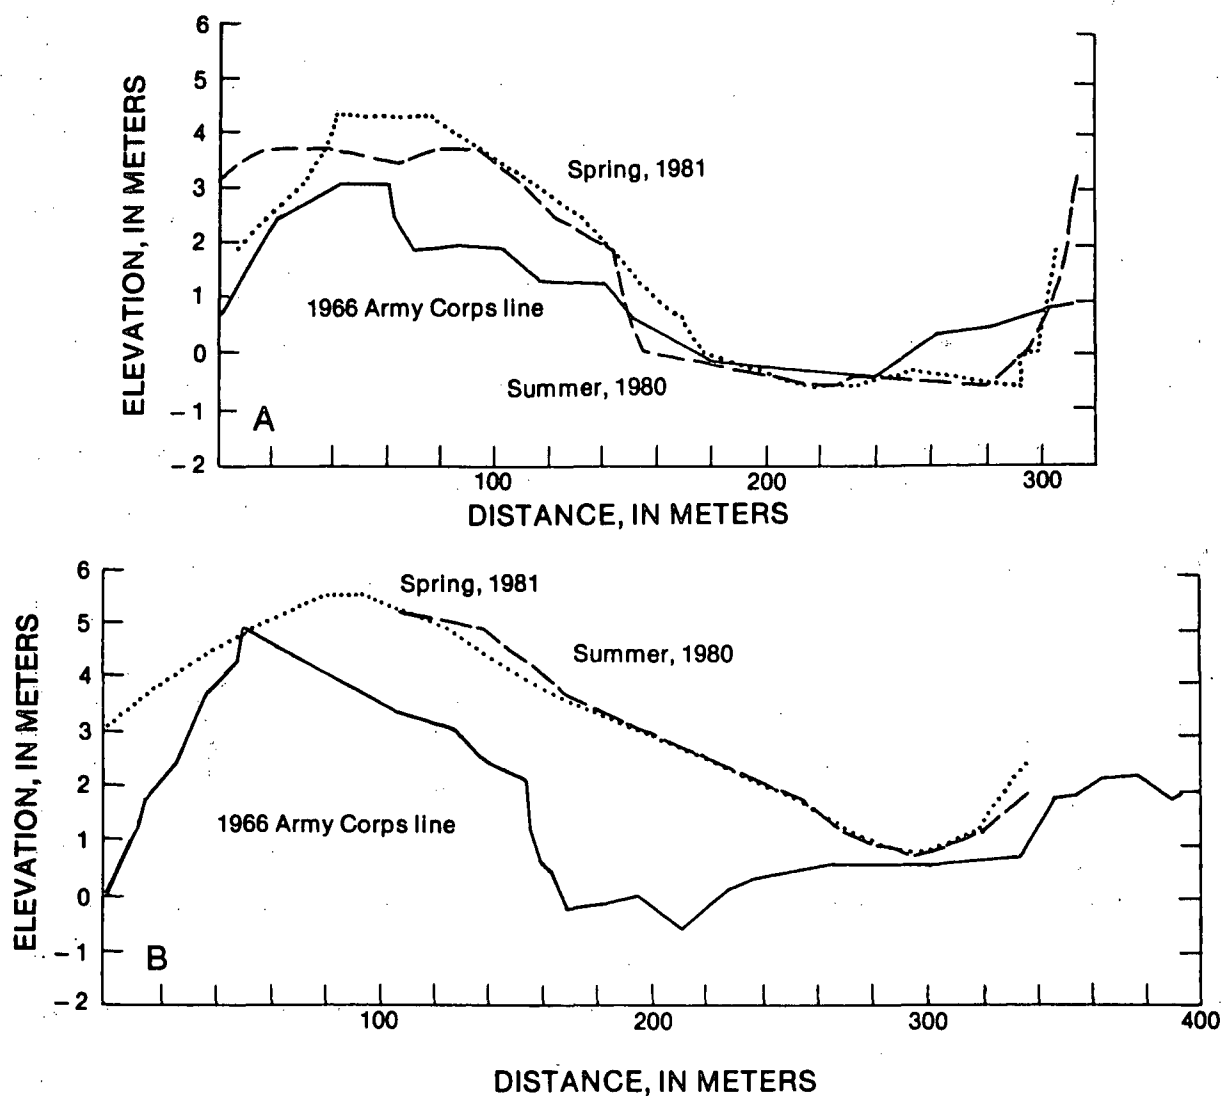 6
5
4
3
2
1
0
−1
−2
ELEVATION, IN METERS
Spring, 1981
1966 Army Corps line
Summer, 1980
A
100 200 300
DISTANCE, IN METERS
6
5
4
3
2
1
0
−1
−2
ELEVATION, IN METERS
Spring, 1981
Summer, 1980
1966 Army Corps line
B
100 200 300 400
DISTANCE, IN METERS